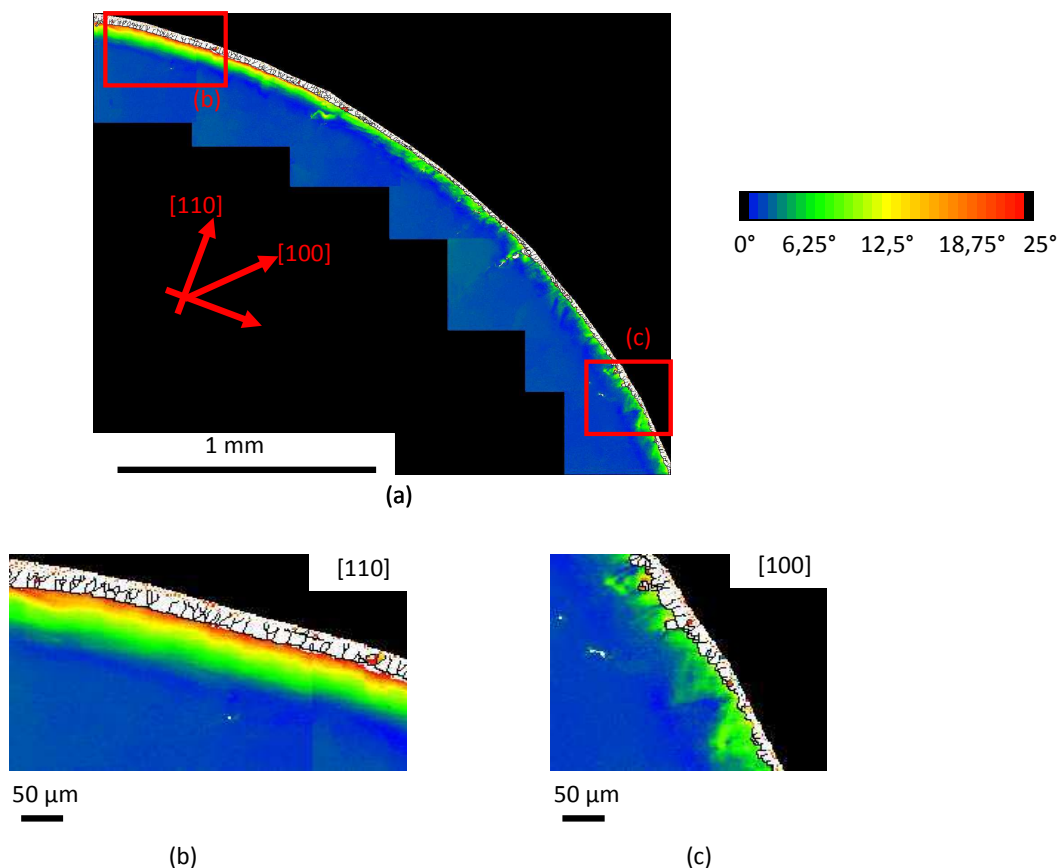 (b)
[110]
[100]
(c)
1 mm
(a)
0° 6,25° 12,5° 18,75° 25°
[110]
[100]
50 µm
50 µm
(b)
(c)